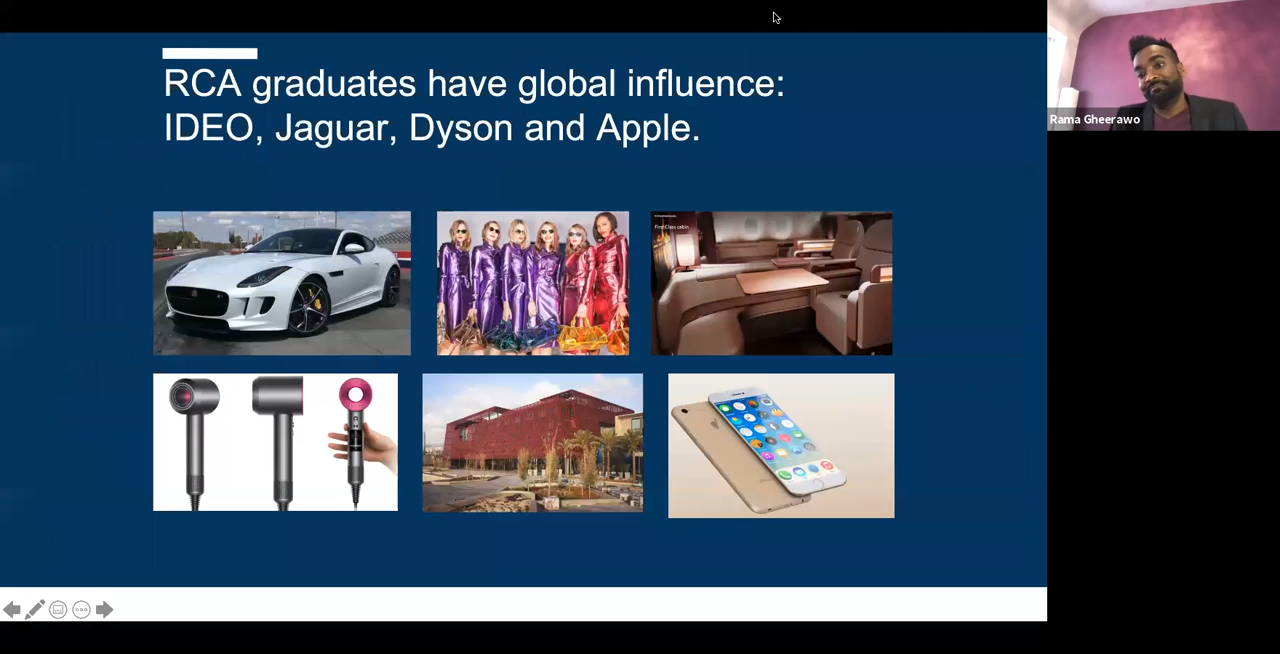 RCA graduates have global influence:
IDEO, Jaguar, Dyson and Apple.
Rama Gheerawo
First Class cabin